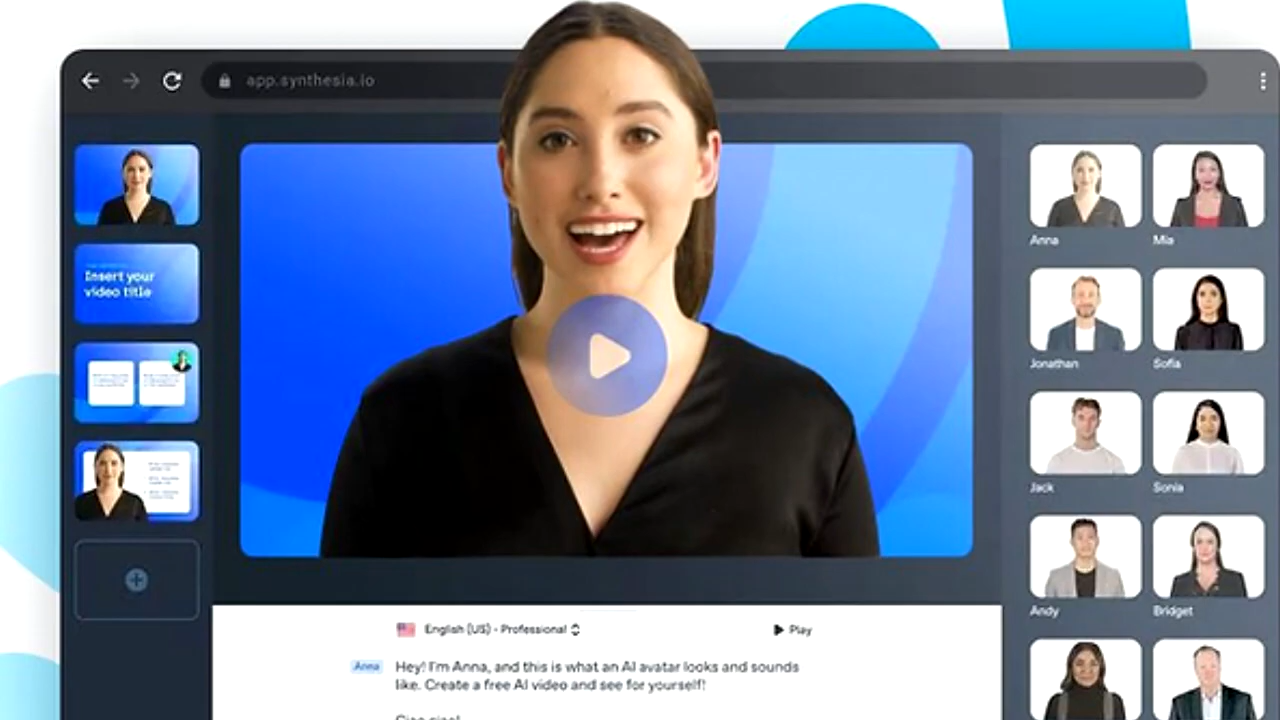 app.synthesia.io
Insert your
video title
Anna
Mia
Jonathan
Sofia
Jack
Sonia
Andy
Bridget
English (US) - Professional
Play
Anna
Hey! I'm Anna, and this is what an AI avatar looks and sounds
like. Create a free AI video and see for yourself!